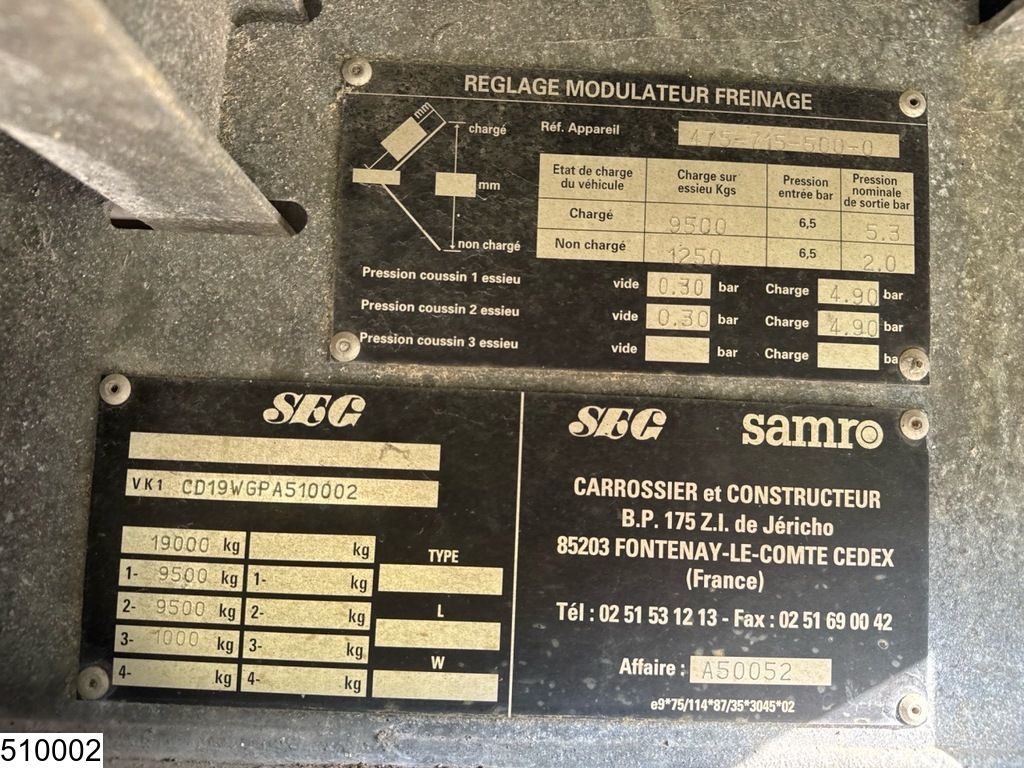 REGLAGE MODULATEUR FREINAGE
mm
chargé
mm
non chargé
Réf. Appareil 475-715-500-0
Etat de charge du véhicule Charge sur essieu Kgs Pression entrée bar Pression nominale de sortie bar
Chargé 9500 6,5 5.3
Non chargé 1250 6,5 2.0
Pression coussin 1 essieu vide 0.30 bar Charge 4.90 bar
Pression coussin 2 essieu vide 0.30 bar Charge 4.90 bar
Pression coussin 3 essieu vide bar Charge ba
SEG
VK1 CD19WGPA510002
19000 kg kg
1- 9500 kg 1- kg
2- 9500 kg 2- kg
3- 1000 kg 3- kg
4- kg 4- kg
TYPE
L
W
SEG samro
CARROSSIER et CONSTRUCTEUR
B.P. 175 Z.I. de Jéricho
85203 FONTENAY-LE-COMTE CEDEX
(France)
Tél : 02 51 53 12 13 - Fax : 02 51 69 00 42
Affaire : A50052
e9*75/114*87/35*3045*02
510002